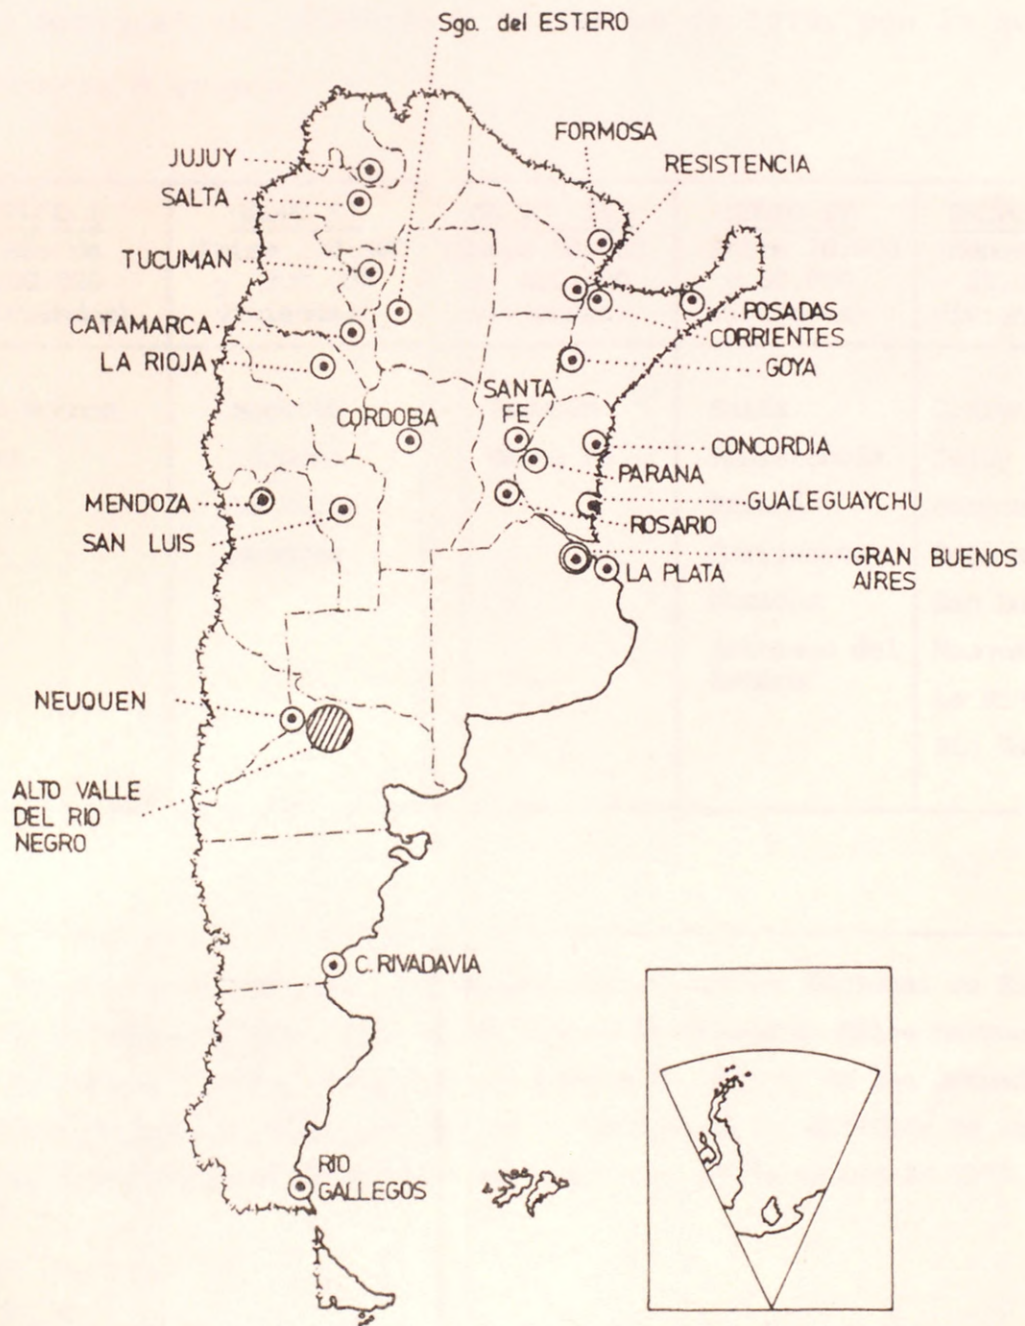 Sgo. del ESTERO
FORMOSA
JUJUY
RESISTENCIA
SALTA
TUCUMAN
POSADAS
CATAMARCA
CORRIENTES
LA RIOJA
GOYA
SANTA
FE
CORDOBA
CONCORDIA
PARANA
MENDOZA
GUALEGUAYCHU
ROSARIO
SAN LUIS
GRAN BUENOS
AIRES
LA PLATA
NEUQUEN
ALTO VALLE
DEL RIO
NEGRO
C. RIVADAVIA
RIO
GALLEGOS